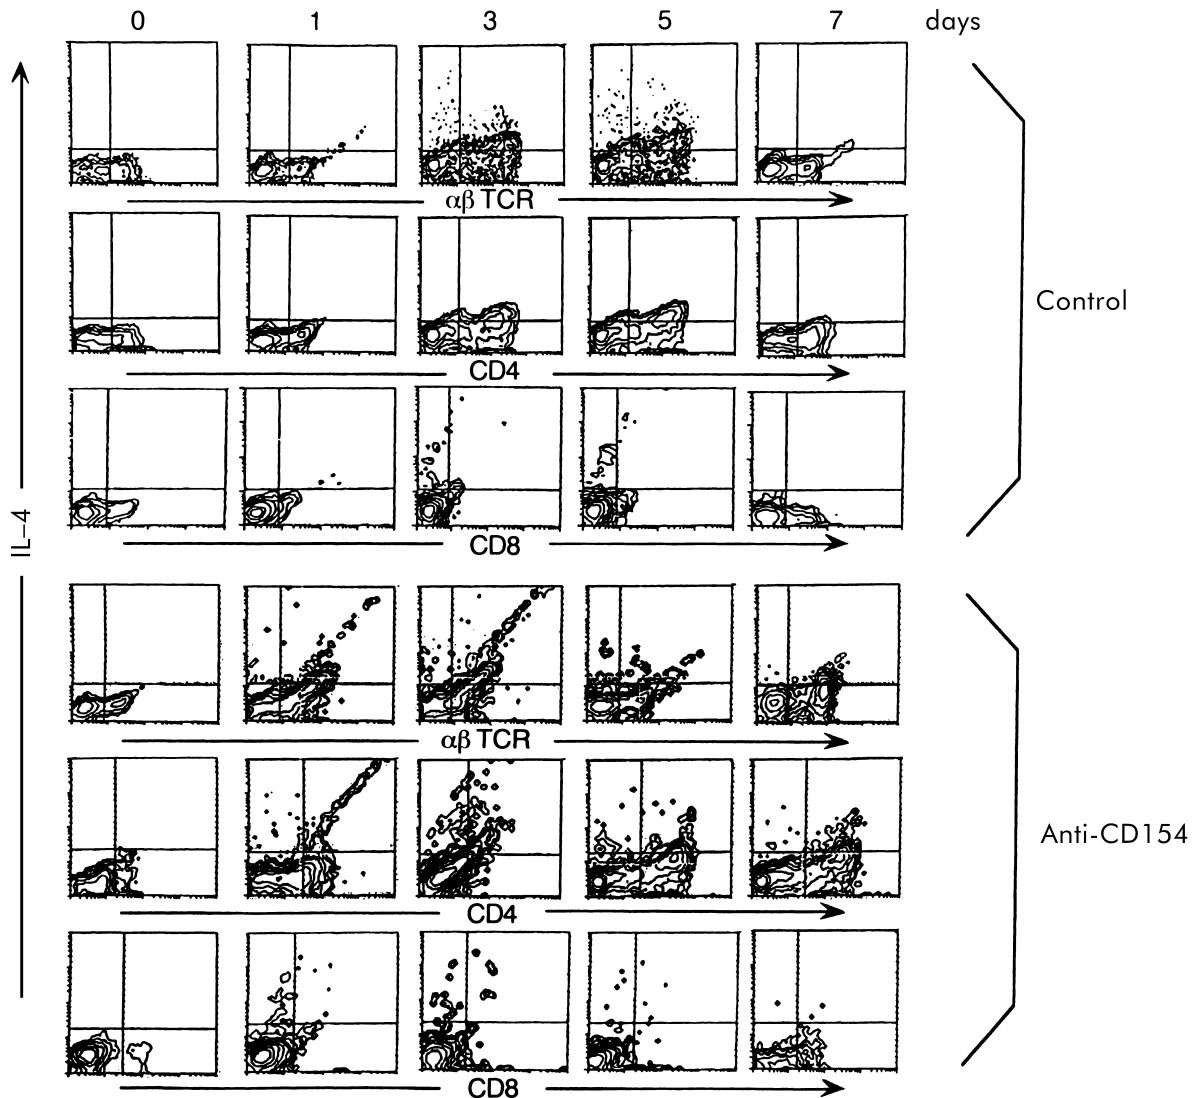 0 1 3 5 7 days
αβ TCR
CD4
Control
CD8
IL–4
αβ TCR
CD4
Anti-CD154
CD8